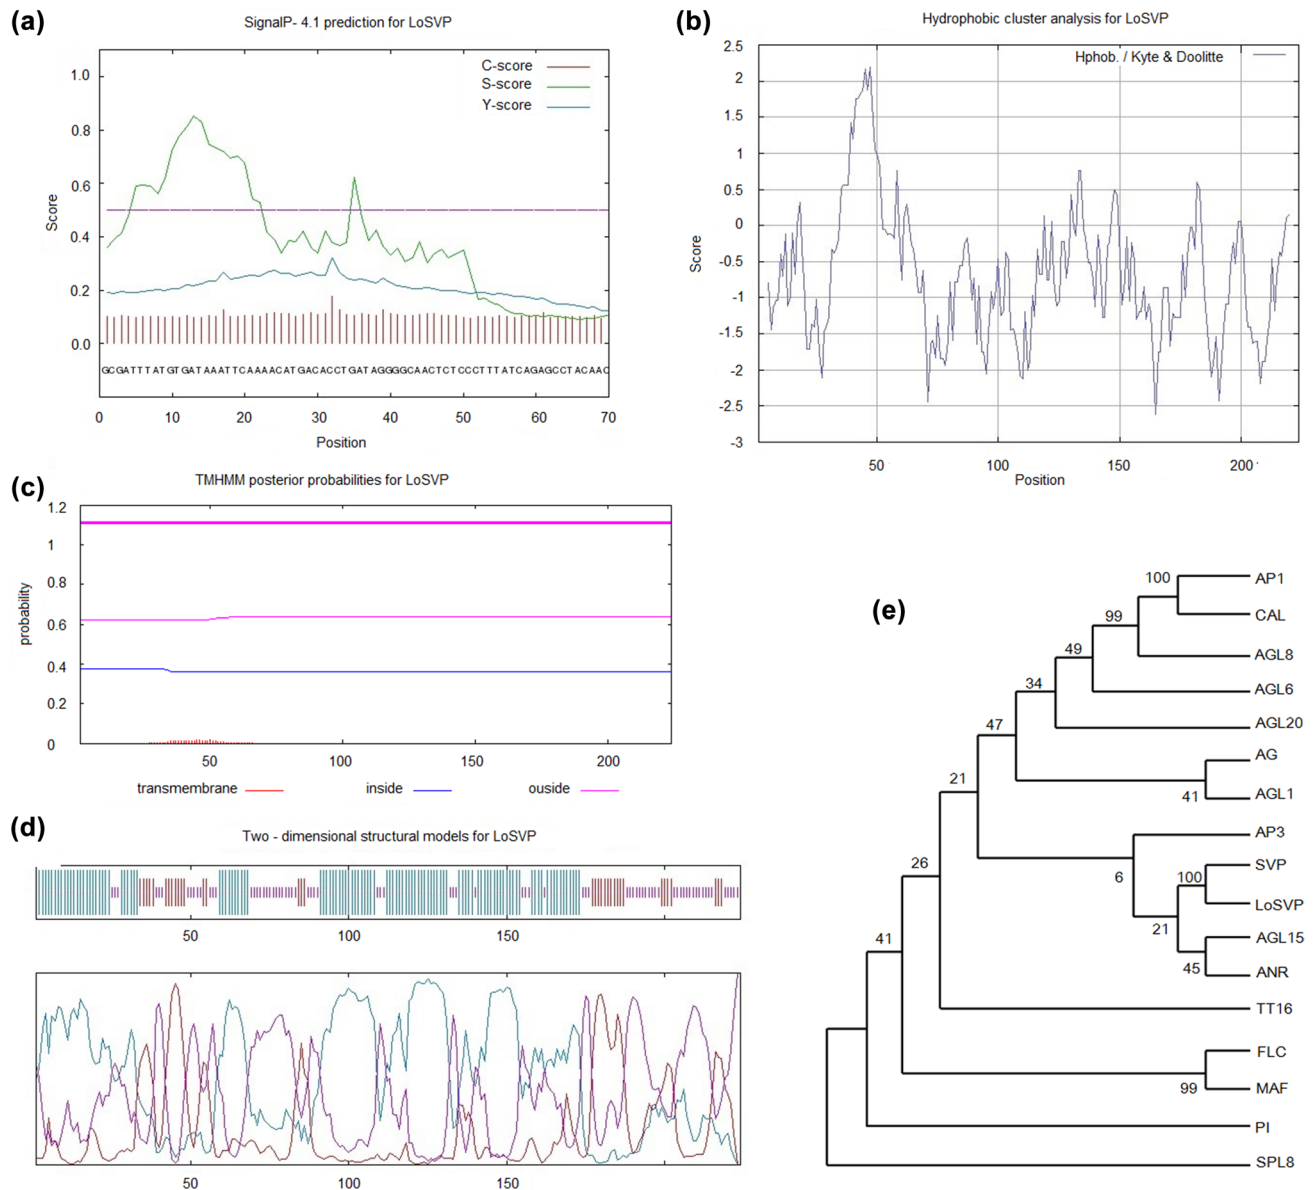 (a)
SignalP- 4.1 prediction for LoSVP
C-score
S-score
Y-score
1.0
0.8
0.6
0.4
0.2
0.0
Score
GCGATTTATGTGATAAATTCAAAACATGACACCTGATAGGGGCAACTCTCCCTTTATCAGAGCCTACAAC
0 10 20 30 40 50 60 70
Position
(b)
Hydrophobic cluster analysis for LoSVP
Hphob. / Kyte & Doolitte
2.5
2
1.5
1
0.5
0
-0.5
-1
-1.5
-2
-2.5
-3
Score
50 100 150 200
Position
(c)
TMHMM posterior probabilities for LoSVP
1.2
1
0.8
0.6
0.4
0.2
0
probability
50 100 150 200
transmembrane inside ouside
(d)
Two - dimensional structural models for LoSVP
50 100 150
50 100 150
(e)
100
AP1
CAL
99
AGL8
49
AGL6
34
AGL20
47
AG
41
AGL1
21
AP3
6
SVP
100
LoSVP
21
AGL15
45
ANR
26
TT16
41
FLC
99
MAF
PI
SPL8